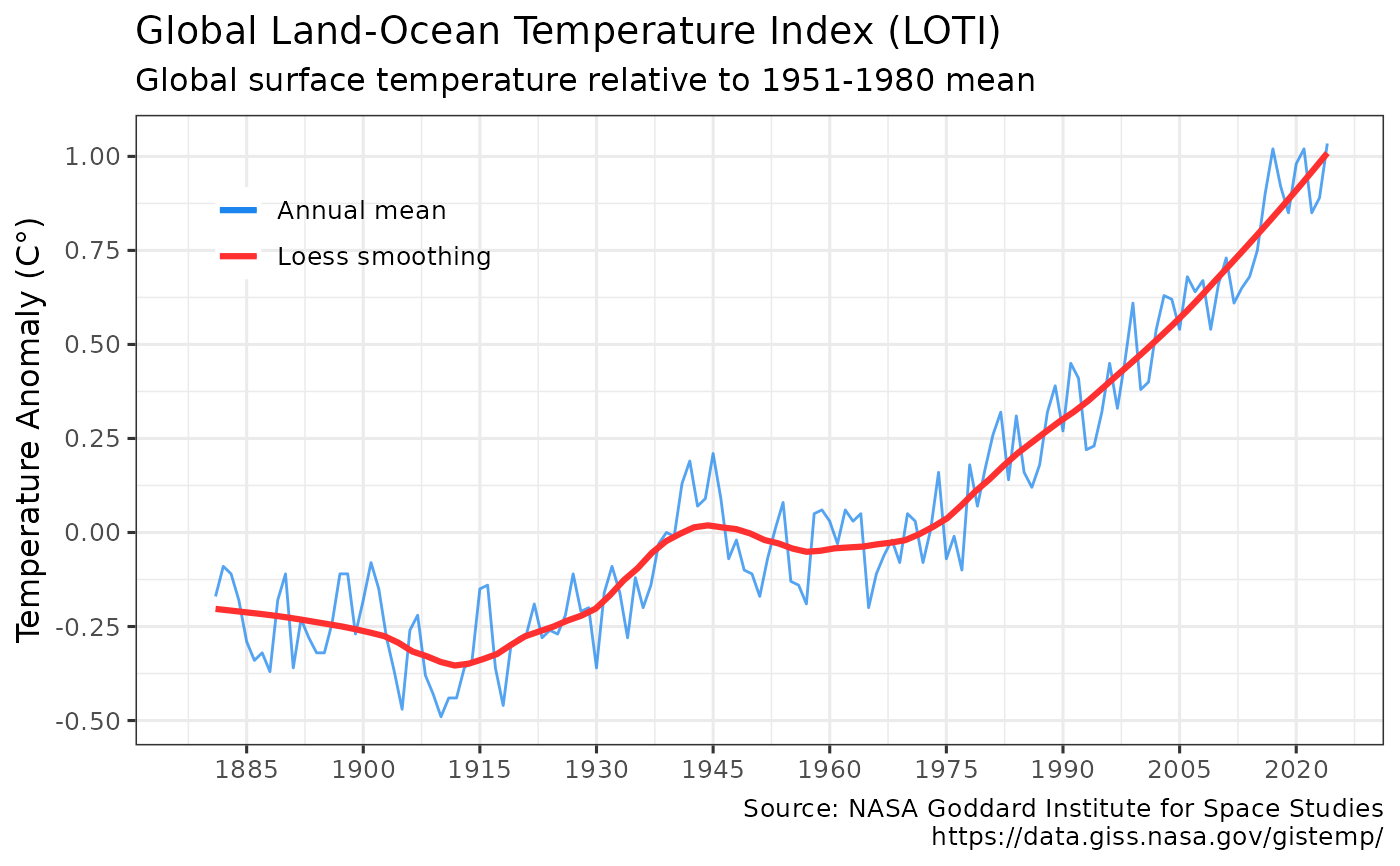 Global Land-Ocean Temperature Index (LOTI)
Global surface temperature relative to 1951-1980 mean
Temperature Anomaly (C°)
1.00
0.75
0.50
0.25
0.00
-0.25
-0.50
Annual mean
Loess smoothing
1885 1900 1915 1930 1945 1960 1975 1990 2005 2020
Source: NASA Goddard Institute for Space Studies
https://data.giss.nasa.gov/gistemp/